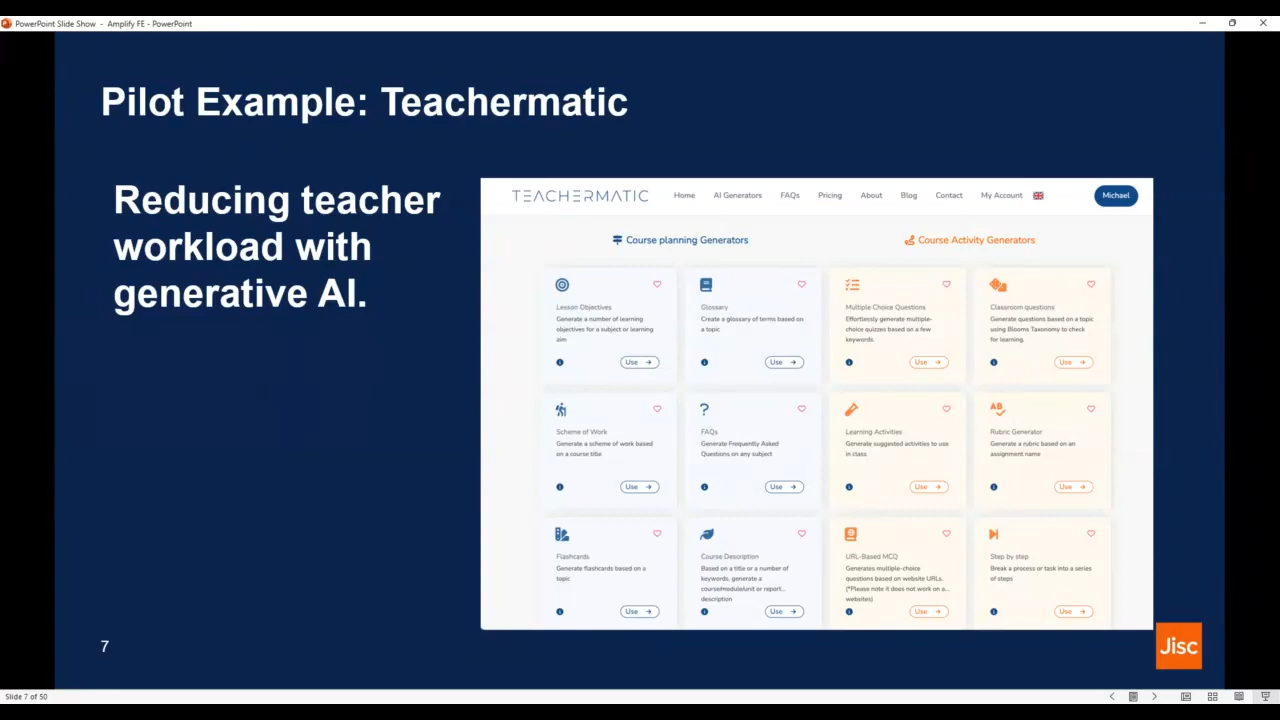 PowerPoint Slide Show - Amplify FE - PowerPoint
Pilot Example: Teachermatic
Reducing teacher
workload with
generative AI.
TEACHERMATIC
Home AI Generators FAQs Pricing About Blog Contact My Account Michael
Course planning Generators
Course Activity Generators
Lesson Objectives
Generate a number of learning
objectives for a subject or learning
aim
Use
Glossary
Create a glossary of terms based on
a topic
Use
Multiple Choice Questions
Effortlessly generate multiple-
choice quizzes based on a few
keywords.
Use
Classroom questions
Generate questions based on a topic
using Blooms Taxonomy to check
for learning.
Use
Scheme of Work
Generate a scheme of work based
on a course title
Use
?
FAQs
Generate Frequently Asked
Questions on any subject
Use
Learning Activities
Generate suggested activities to use
in class
Use
AB
Rubric Generator
Generate a rubric based on an
assignment name
Use
Flashcards
Generate flashcards based on a
topic
Use
Course Description
Based on a title or a number of
keywords, generate a
course/module/unit or report...
description
Use
URL-Based MCQ
Generates multiple-choice
questions based on website URLs.
(*Please note it does not work on a...
websites)
Use
Step by step
Break a process or task into a series
of steps
Use
7
Jisc
Slide 7 of 50